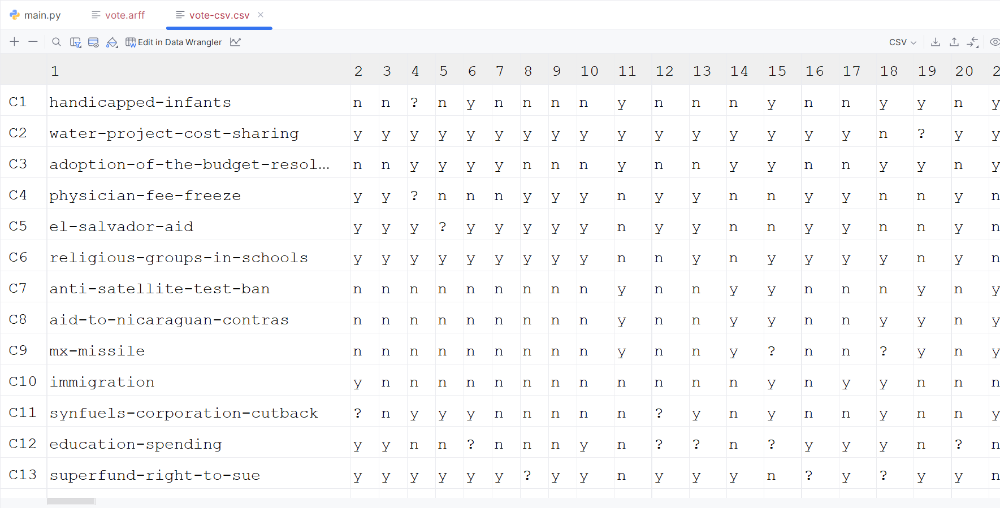 main.py vote.arff vote-csv.csv
Edit in Data Wrangler CSV
1 2 3 4 5 6 7 8 9 10 11 12 13 14 15 16 17 18 19 20 2
C1 handicapped-infants n n ? n y n n n n y n n n y n n y y n y
C2 water-project-cost-sharing y y y y y y y y y y y y y y y y n ? y y
C3 adoption-of-the-budget-resol... n n y y y y n n n y n n y y n n y y n y
C4 physician-fee-freeze y y ? n n n y y y n y y n n y y n n y n
C5 el-salvador-aid y y y ? y y y y y n y y n n y y n n y n
C6 religious-groups-in-schools y y y y y y y y y n n y n y y y y n y n
C7 anti-satellite-test-ban n n n n n n n n n y n n y y n n n y n y
C8 aid-to-nicaraguan-contras n n n n n n n n n y n n y y n n y y n y
C9 mx-missile n n n n n n n n n y n n y ? n n ? y n y
C10 immigration y n n n n n n n n n n n n y n y y n n n
C11 synfuels-corporation-cutback ? n y y y n n n n n ? y n y n n y n n y
C12 education-spending y y n n ? n n n y n ? ? n ? y y y n ? n
C13 superfund-right-to-sue y y y y y y ? y y n y y y n ? y ? y y n